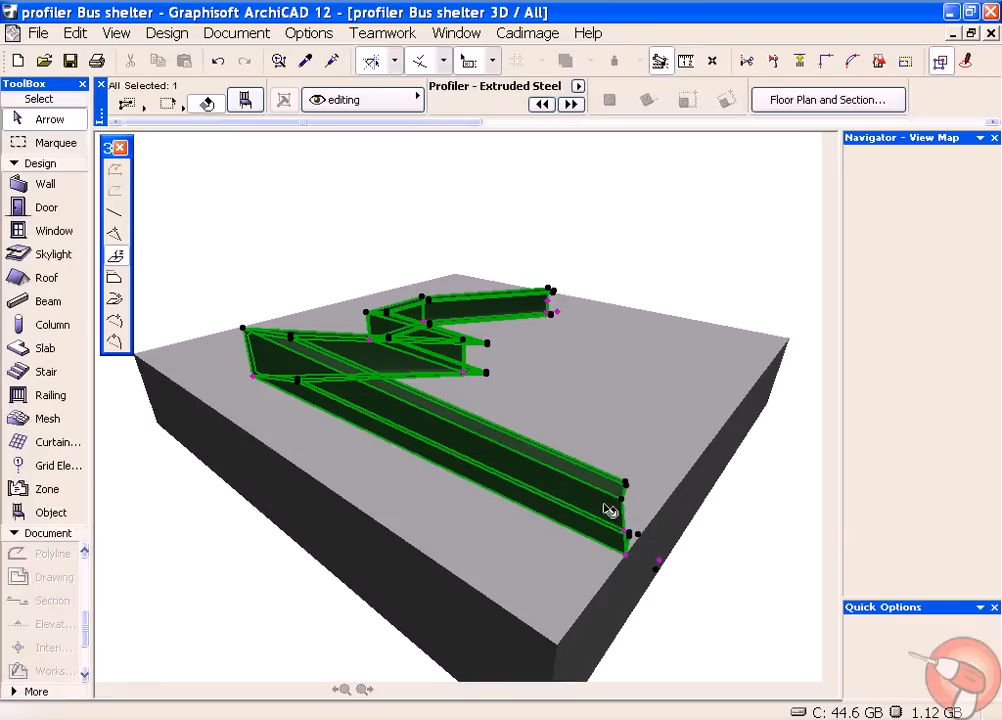 profiler Bus shelter - Graphisoft ArchiCAD 12 - [profiler Bus shelter 3D / All]
File Edit View Design Document Options Teamwork Window Cadimage Help
ToolBox
All Selected: 1
Profiler - Extruded Steel
Select
editing
Floor Plan and Section...
Arrow
3
Navigator - View Map
Marquee
Design
Wall
Door
Window
Skylight
Roof
Beam
Column
Slab
Stair
Railing
Mesh
Curtain...
Grid Ele...
Zone
Object
Document
Polyline
Drawing
Section
Elevat...
Interi...
Works...
More
Quick Options
C: 44.6 GB 1.12 GB